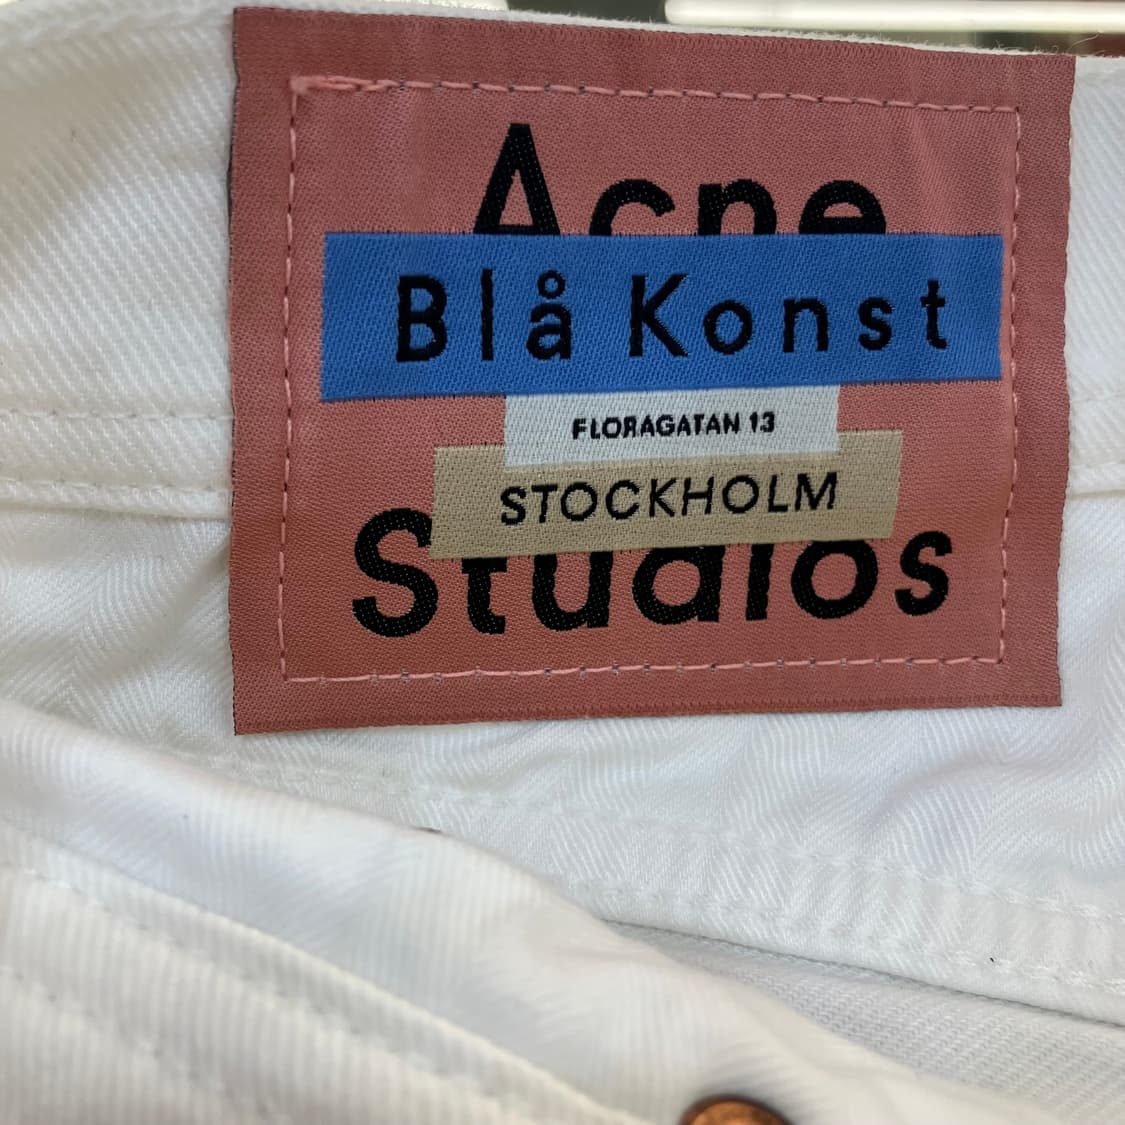 Acne
Blå Konst
FLORAGATAN 13
STOCKHOLM
Studios